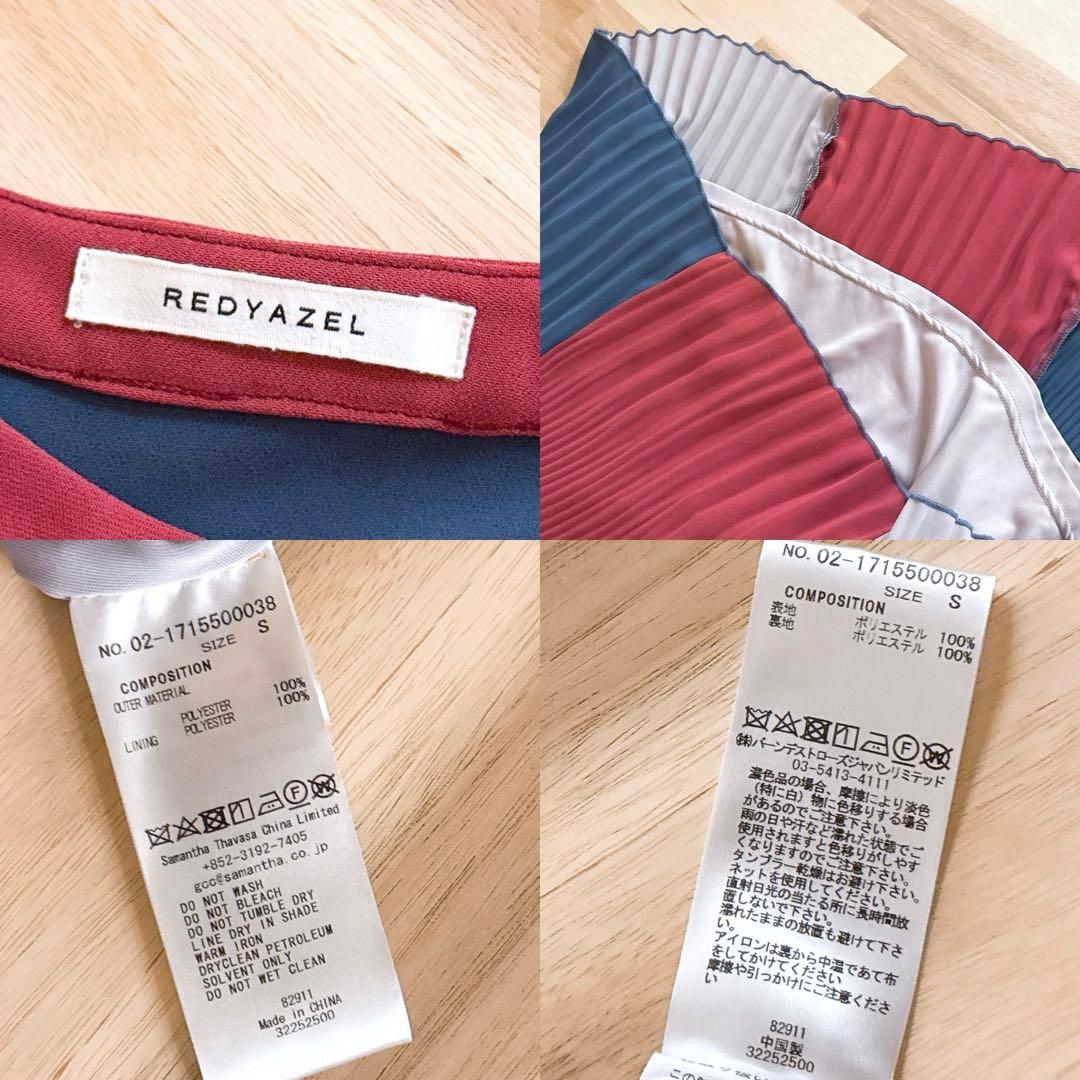 REDYAZEL
NO. 02-1715500038
SIZE S
COMPOSITION
OUTER MATERIAL
POLYESTER 100%
LINING POLYESTER 100%
Samantha Thavasa China Limited
+852-3192-7405
gcc@samantha.co.jp
DO NOT WASH
DO NOT BLEACH
DO NOT TUMBLE DRY
LINE DRY IN SHADE
WARM IRON
DRYCLEAN PETROLEUM
SOLVENT ONLY
DO NOT WET CLEAN
82911
Made in CHINA
32252500
NO. 02-1715500038
SIZE S
COMPOSITION
表地 ポリエステル 100%
裏地 ポリエステル 100%
㈱バーンデストローズジャパンリミテッド
03-5413-4111
濃色品の場合、摩擦により淡色
(特に白)物に色移りする場合
があるのでご注意下さい。
雨の日や汗など濡れた状態でご
使用されますと色移りがしやす
くなりますのでご注意下さい。
タンブラー乾燥はお避け下さい。
ネットを使用してください。
直射日光の当たる所に長時間放
置しないで下さい。
濡れたままの放置も避けて下さ
い。
アイロンは裏から中温であて布
をしてかけてください
摩擦や引っかけにご注意くださ
い
82911
中国製
32252500